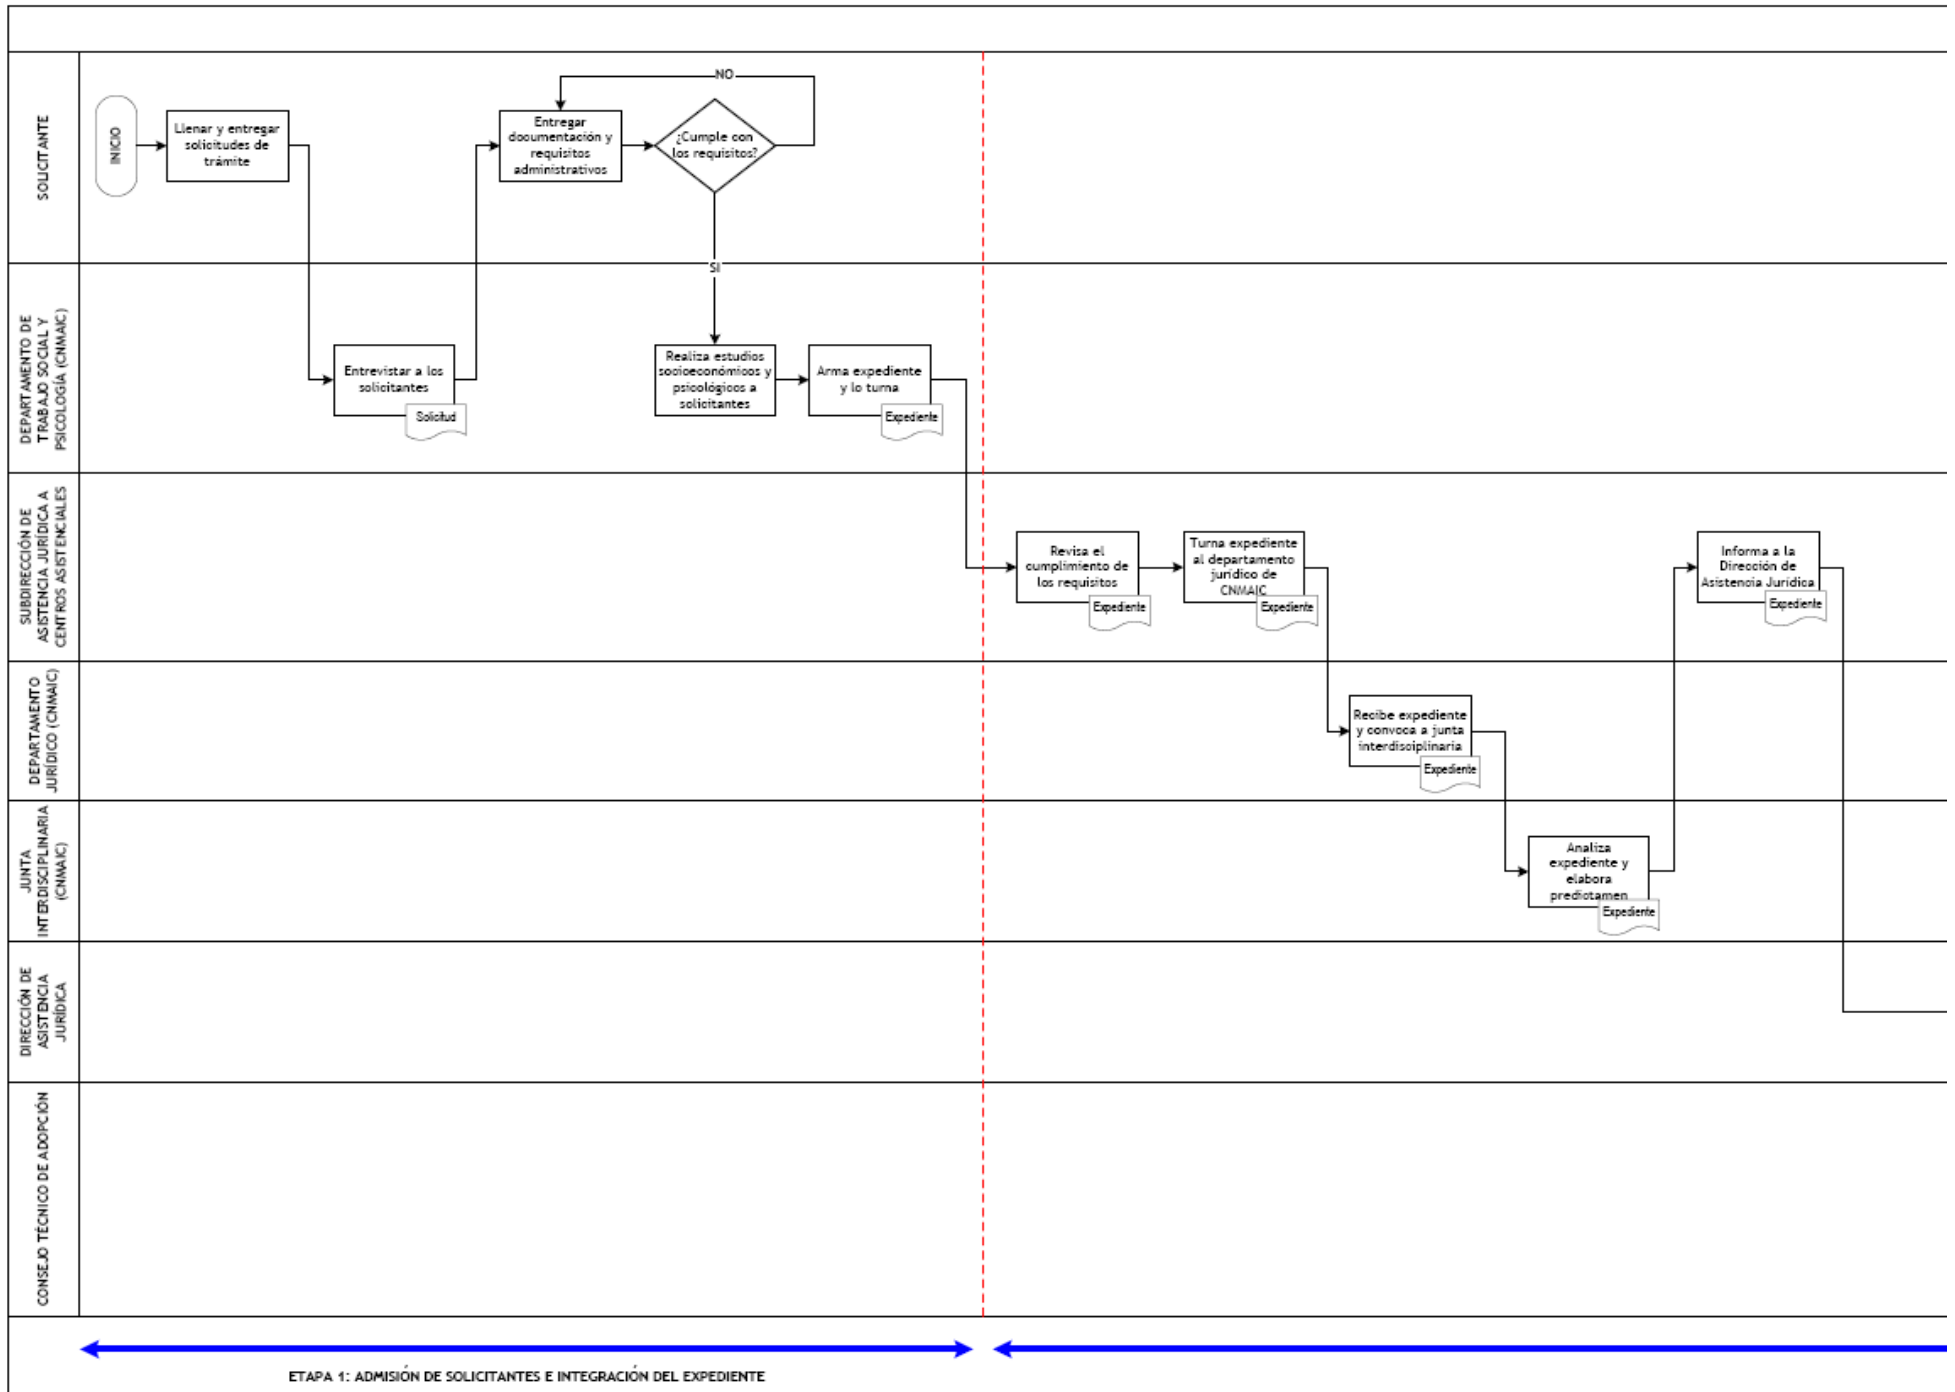 SOLICITANTE
INICIO
Llenar y entregar
solicitudes de
trámite
Entregar
documentación y
requisitos
administrativos
¿Cumple con
los requisitos?
NO
SI
DEPARTAMENTO DE
TRABAJO SOCIAL Y
PSICOLOGÍA (CNMAIC)
Entrevistar a los
solicitantes
Solicitud
Realiza estudios
socioeconómicos y
psicológicos a
solicitantes
Arma expediente
y lo turna
Expediente
SUBDIRECCIÓN DE
ASISTENCIA JURÍDICA A
CENTROS ASISTENCIALES
Revisa el
cumplimiento de
los requisitos
Expediente
Turna expediente
al departamento
jurídico de
CNMAIC
Expediente
Informa a la
Dirección de
Asistencia Jurídica
Expediente
DEPARTAMENTO
JURÍDICO (CNMAIC)
Recibe expediente
y convoca a junta
interdisciplinaria
Expediente
JUNTA
INTERDISCIPLINARIA
(CNMAIC)
Analiza
expediente y
elabora
predictamen
Expediente
DIRECCIÓN DE
ASISTENCIA
JURÍDICA
CONSEJO TÉCNICO DE ADOPCIÓN
ETAPA 1: ADMISIÓN DE SOLICITANTES E INTEGRACIÓN DEL EXPEDIENTE